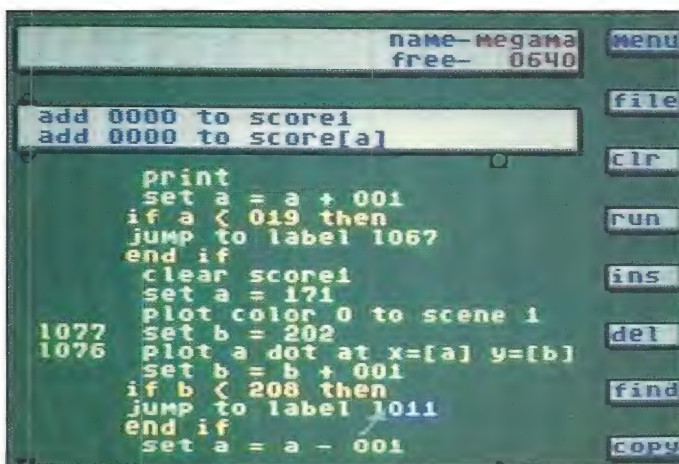 name-megama
free- 0640
menu
file
clr
run
ins
del
find
copy
add 0000 to score1
add 0000 to score[a]
print
set a = a + 001
if a < 019 then
jump to label 1067
end if
clear score1
set a = 171
plot color 0 to scene 1
1077 set b = 202
1076 plot a dot at x=[a] y=[b]
set b = b + 001
if b < 208 then
jump to label 1011
end if
set a = a - 001